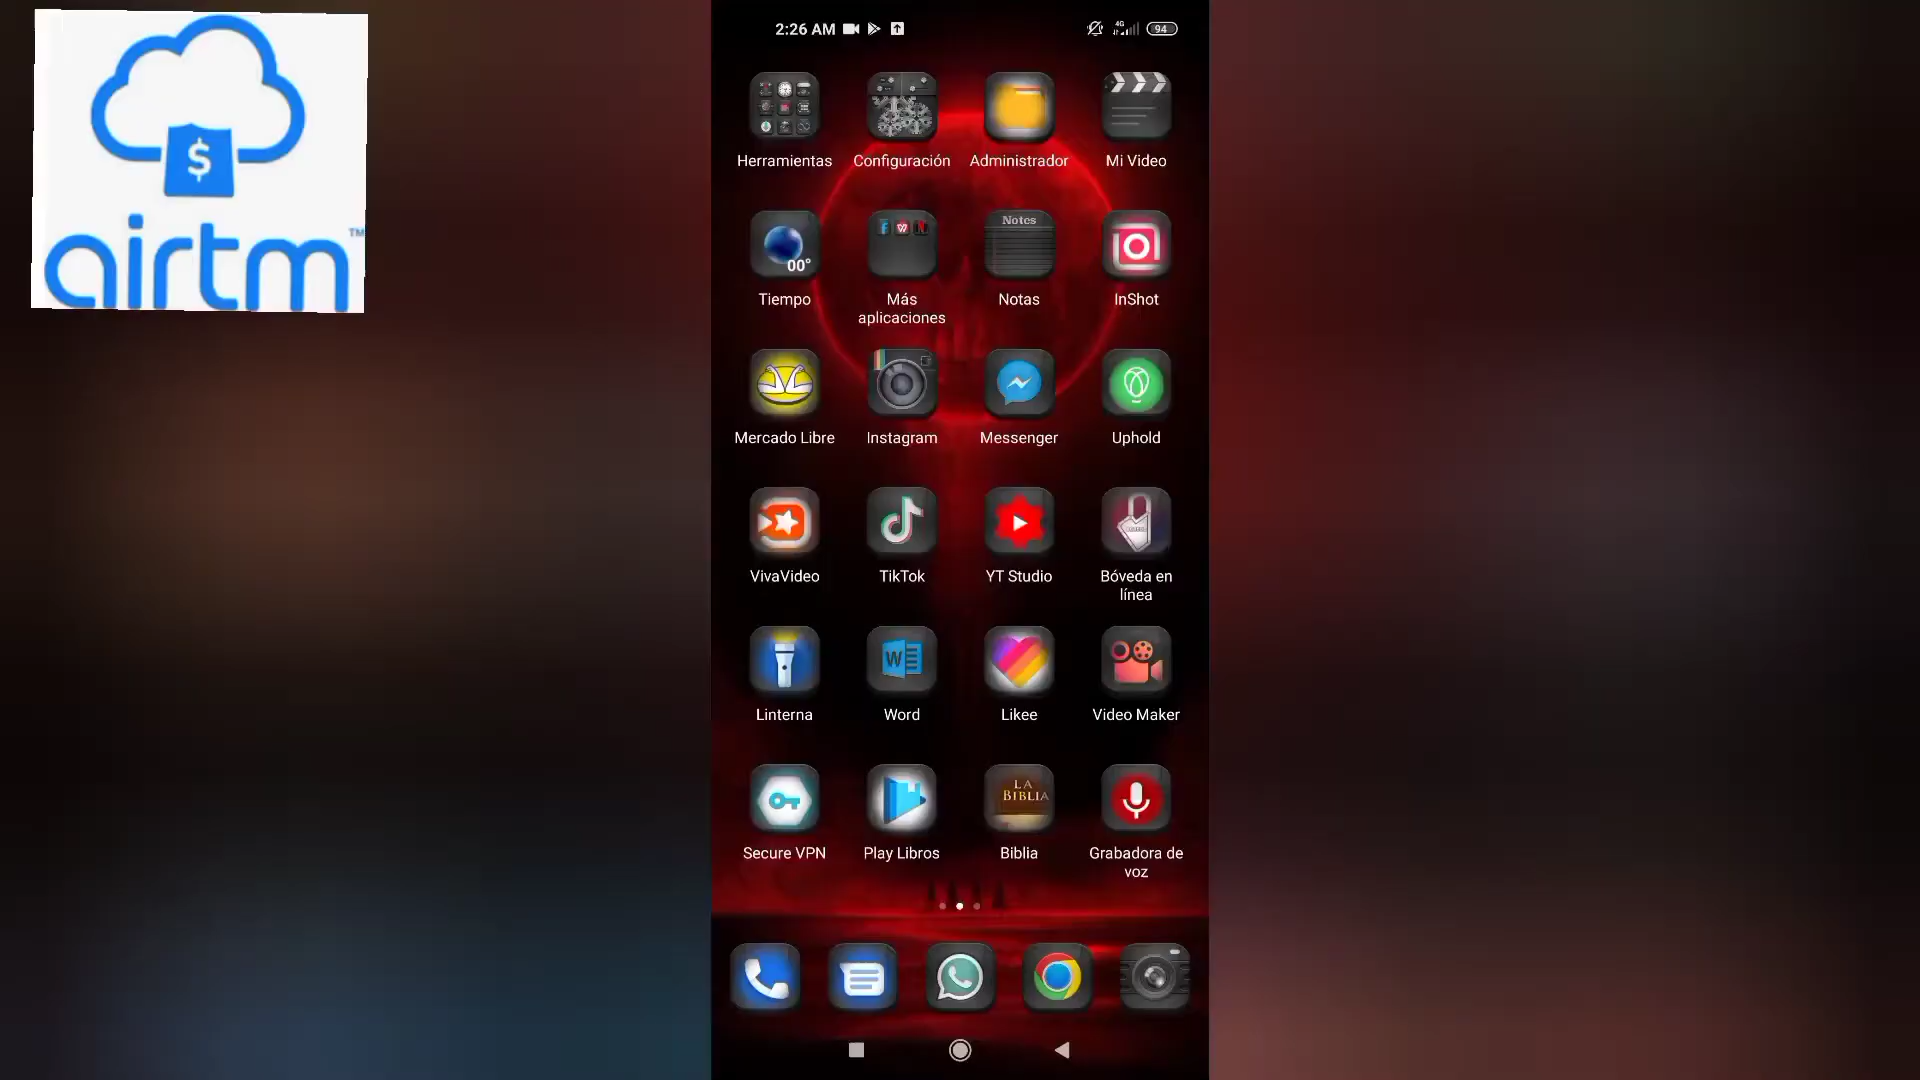 airtm™
2:26 AM
4G
94
Herramientas
Configuración
Administrador
Mi Video
00°
Notes
Tiempo
Más
aplicaciones
Notas
InShot
Mercado Libre
Instagram
Messenger
Uphold
VivaVideo
TikTok
YT Studio
Bóveda en
línea
W
Linterna
Word
Likee
Video Maker
LA
BIBLIA
Secure VPN
Play Libros
Biblia
Grabadora de
voz